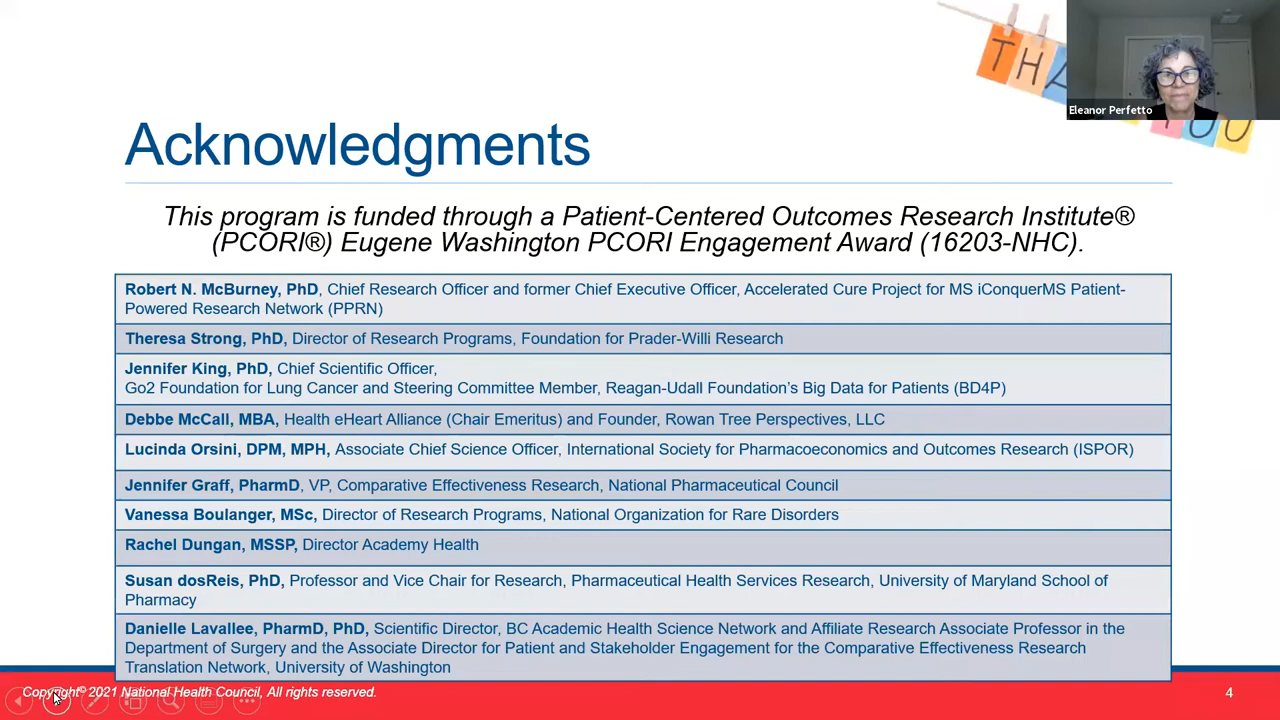 THA
Eleanor Perfetto
YOU
Acknowledgments
This program is funded through a Patient-Centered Outcomes Research Institute®
(PCORI®) Eugene Washington PCORI Engagement Award (16203-NHC).
Robert N. McBurney, PhD, Chief Research Officer and former Chief Executive Officer, Accelerated Cure Project for MS iConquerMS Patient-
Powered Research Network (PPRN)
Theresa Strong, PhD, Director of Research Programs, Foundation for Prader-Willi Research
Jennifer King, PhD, Chief Scientific Officer,
Go2 Foundation for Lung Cancer and Steering Committee Member, Reagan-Udall Foundation's Big Data for Patients (BD4P)
Debbe McCall, MBA, Health eHeart Alliance (Chair Emeritus) and Founder, Rowan Tree Perspectives, LLC
Lucinda Orsini, DPM, MPH, Associate Chief Science Officer, International Society for Pharmacoeconomics and Outcomes Research (ISPOR)
Jennifer Graff, PharmD, VP, Comparative Effectiveness Research, National Pharmaceutical Council
Vanessa Boulanger, MSc, Director of Research Programs, National Organization for Rare Disorders
Rachel Dungan, MSSP, Director Academy Health
Susan dosReis, PhD, Professor and Vice Chair for Research, Pharmaceutical Health Services Research, University of Maryland School of
Pharmacy
Danielle Lavallee, PharmD, PhD, Scientific Director, BC Academic Health Science Network and Affiliate Research Associate Professor in the
Department of Surgery and the Associate Director for Patient and Stakeholder Engagement for the Comparative Effectiveness Research
Translation Network, University of Washington
Copyright© 2021 National Health Council, All rights reserved.
4